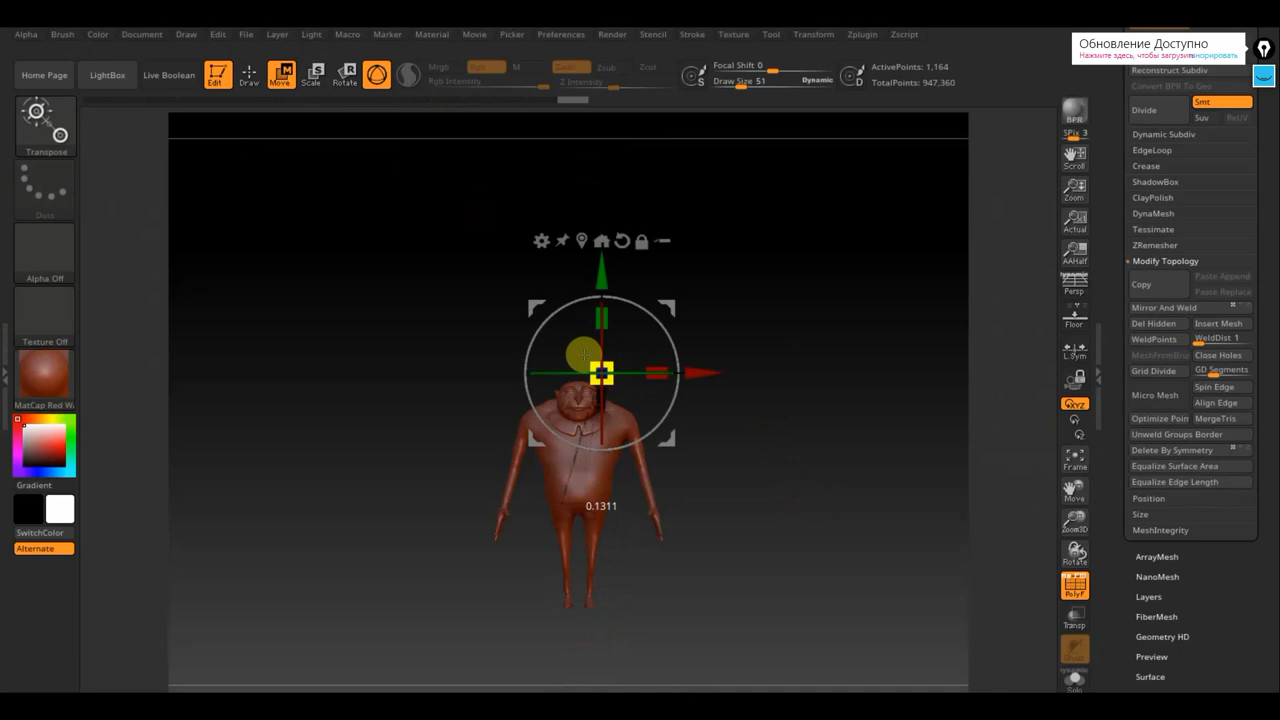 Alpha Brush Color Document Draw Edit File Layer Light Macro Marker Material Movie Picker Preferences Render Stencil Stroke Texture Tool Transform Zplugin Zscript
Обновление Доступно
Нажмите здесь, чтобы загрузить
игнорировать
Home Page LightBox Live Boolean Edit Draw Move Scale Rotate
Mrgb Rgb M Zadd Zsub Zcut
Rgb Intensity Z Intensity
S Focal Shift 0
Draw Size 51 Dynamic
D ActivePoints: 1,164
TotalPoints: 947,360
Transpose
Dots
Alpha Off
Texture Off
MatCap Red Wa
Gradient
SwitchColor
Alternate
0.1311
BPR
SPix 3
Scroll
Zoom
Actual
AAHalf
Dynamic
Persp
Floor
L.Sym
XYZ
Y
Z
Frame
Move
Zoom3D
Rotate
PolyF
Transp
Ghost
Dynamic
Solo
Reconstruct Subdiv
Convert BPR To Geo
Divide Smt
Suv ReUV
Dynamic Subdiv
EdgeLoop
Crease
ShadowBox
ClayPolish
DynaMesh
Tessimate
ZRemesher
Modify Topology
Copy Paste Append
Paste Replace
Mirror And Weld
Del Hidden Insert Mesh
WeldPoints WeldDist 1
MeshFromBru Close Holes
Grid Divide GD Segments
Micro Mesh Spin Edge
Align Edge
Optimize Poin MergeTris
Unweld Groups Border
Delete By Symmetry
Equalize Surface Area
Equalize Edge Length
Position
Size
MeshIntegrity
ArrayMesh
NanoMesh
Layers
FiberMesh
Geometry HD
Preview
Surface